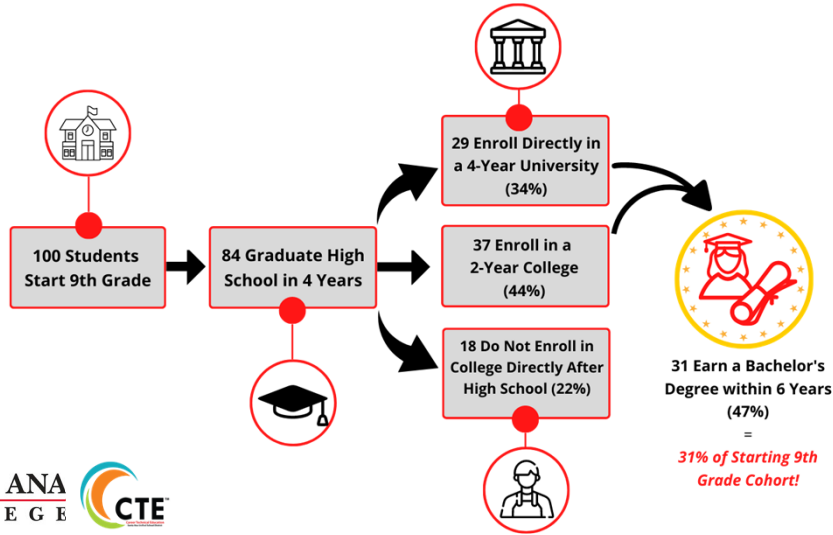 29 Enroll Directly in
a 4-Year University
(34%)
100 Students
Start 9th Grade
84 Graduate High
School in 4 Years
37 Enroll in a
2-Year College
(44%)
18 Do Not Enroll in
College Directly After
High School (22%)
31 Earn a Bachelor's
Degree within 6 Years
(47%)
=
31% of Starting 9th
Grade Cohort!
ANA
EGE
CTE™